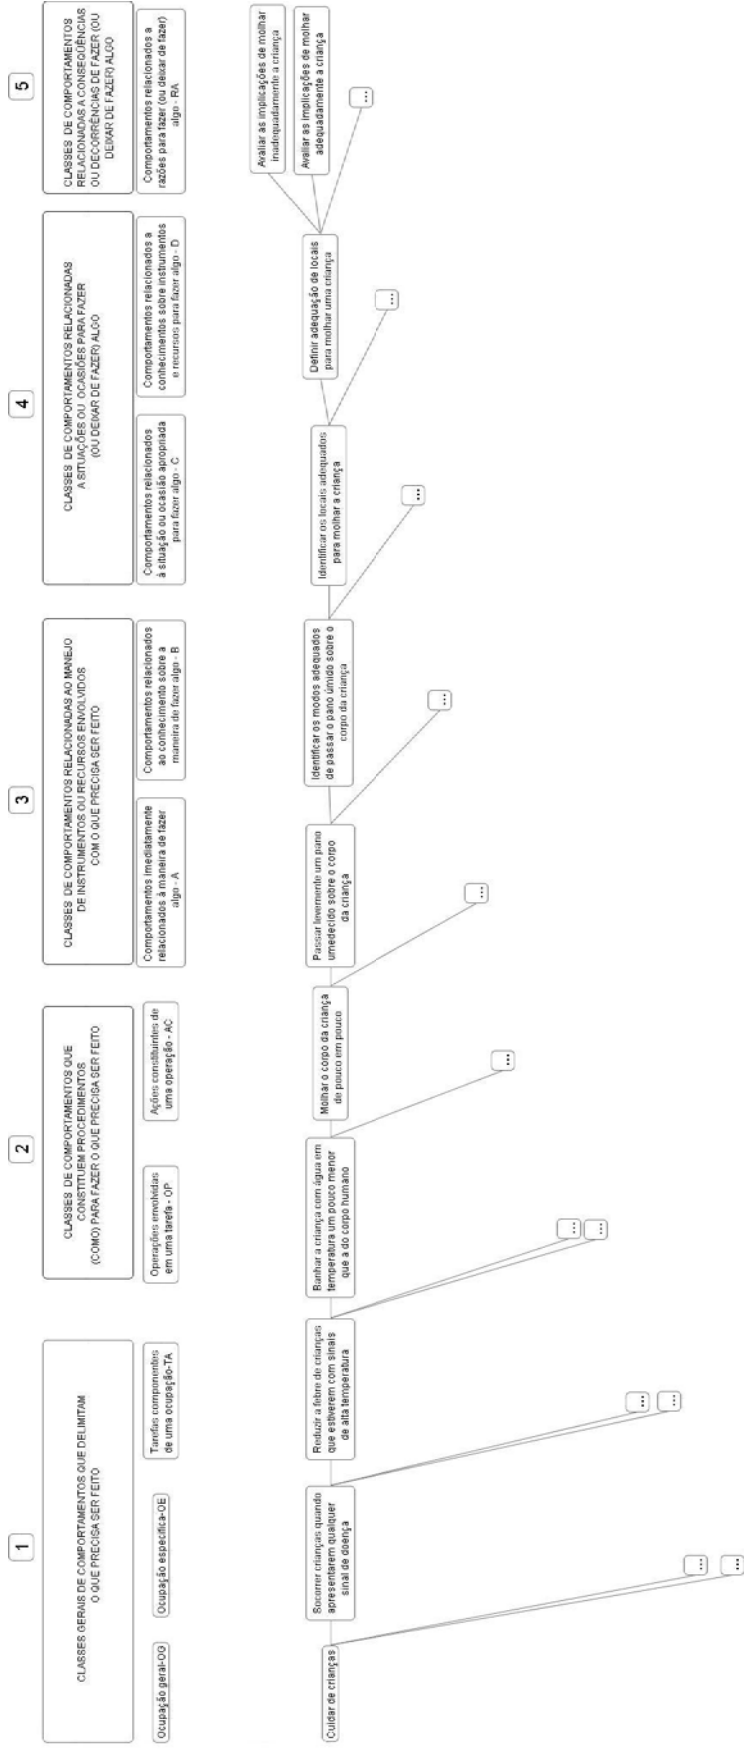 1
CLASSES GERAIS DE COMPORTAMENTOS QUE DELIMITAM
O QUE PRECISA SER FEITO
Ocupação geral-OG
Ocupação específica-OE
Tarefas componentes
de uma ocupação-TA
2
CLASSES DE COMPORTAMENTOS QUE
CONSTITUEM PROCEDIMENTOS
(COMO) PARA FAZER O QUE PRECISA SER FEITO
Operações envolvidas
em uma tarefa - OP
Ações constituintes de
uma operação - AC
3
CLASSES DE COMPORTAMENTOS RELACIONADAS AO MANEJO
DE INSTRUMENTOS OU RECURSOS ENVOLVIDOS
COM O QUE PRECISA SER FEITO
Comportamentos imediatamente
relacionados à maneira de fazer
algo - A
Comportamentos relacionados
ao conhecimento sobre a
maneira de fazer algo - B
4
CLASSES DE COMPORTAMENTOS RELACIONADAS
A SITUAÇÕES OU OCASIÕES PARA FAZER
(OU DEIXAR DE FAZER) ALGO
Comportamentos relacionados
à situação ou ocasião apropriada
para fazer algo - C
Comportamentos relacionados a
conhecimentos sobre instrumentos
e recursos para fazer algo - D
5
CLASSES DE COMPORTAMENTOS
RELACIONADAS A CONSEQUÊNCIAS
OU DECORRÊNCIAS DE FAZER (OU
DEIXAR DE FAZER) ALGO
Comportamentos relacionados a
razões para fazer (ou deixar de fazer)
algo - RA
Cuidar de crianças
Socorrer crianças quando
apresentarem qualquer
sinal de doença
Reduzir a febre de crianças
que estiverem com sinais
de alta temperatura
Banhar a criança com água em
temperatura um pouco menor
que a do corpo humano
Molhar o corpo da criança
de pouco em pouco
Passar levemente um pano
umedecido sobre o corpo
da criança
Identificar os modos adequados
de passar o pano úmido sobre o
corpo da criança
Identificar os locais adequados
para molhar a criança
Definir adequação de locais
para molhar uma criança
Avaliar as implicações de molhar
inadequadamente a criança
Avaliar as implicações de molhar
adequadamente a criança
...
...
...
...
...
...
...
...
...
...
...
...